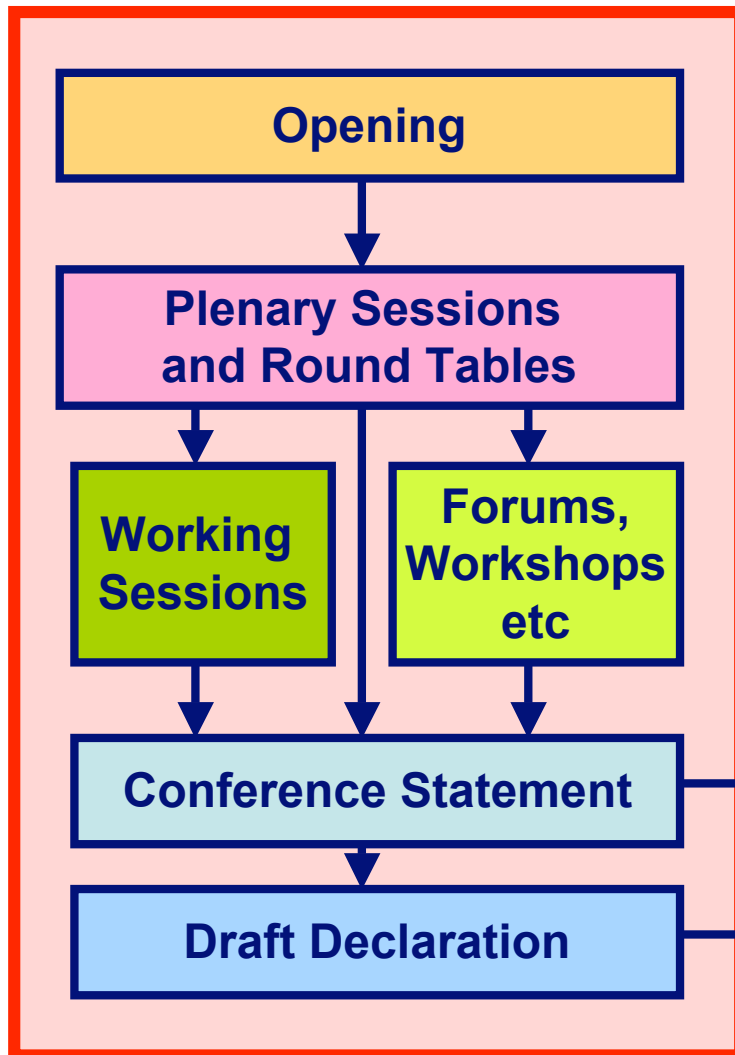 Opening
Plenary Sessions
and Round Tables
Working
Sessions
Forums,
Workshops
etc
Conference Statement
Draft Declaration